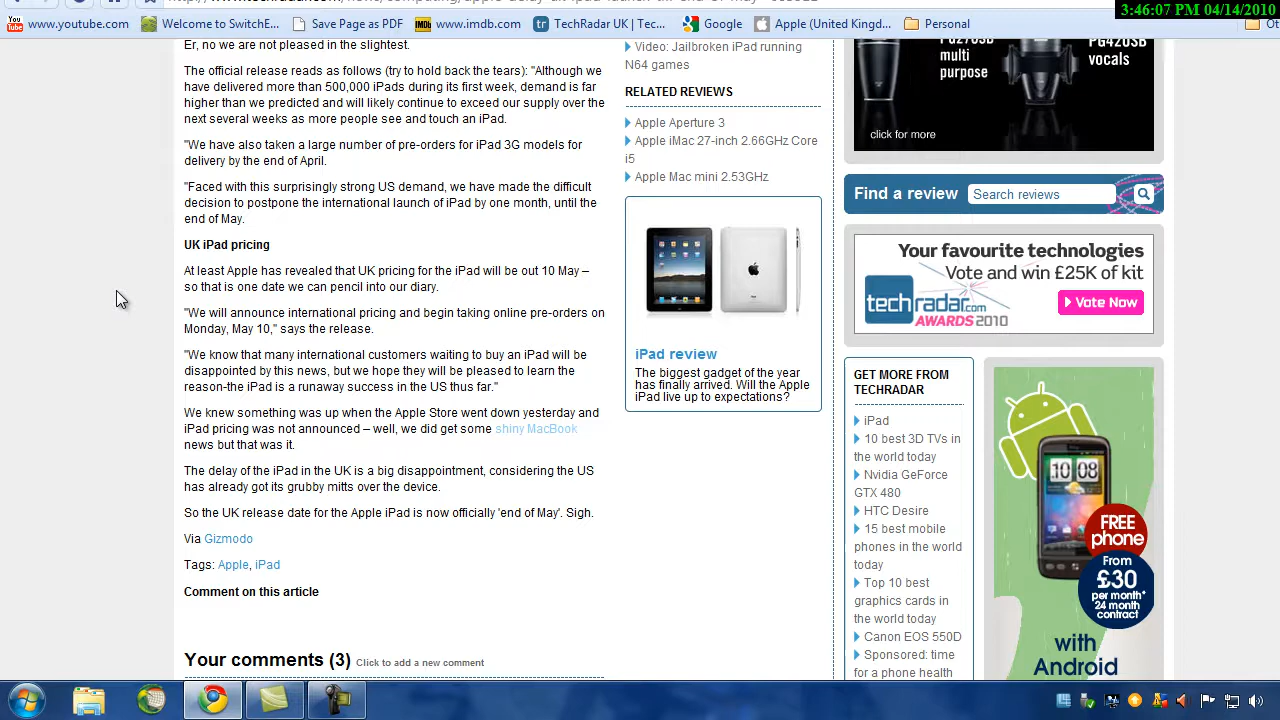 3:46:07 PM 04/14/2010
www.youtube.com/
Welcome to SwitchE...
Save Page as PDF
www.imdb.com/
TechRadar UK | Tec...
Google
Apple (United Kingd...
Personal
Er, no we are not pleased in the slightest.
The official release reads as follows (try to hold back the tears): "Although we
have delivered more than 500,000 iPads during its first week, demand is far
higher than we predicted and will likely continue to exceed our supply over the
next several weeks as more people see and touch an iPad.
"We have also taken a large number of pre-orders for iPad 3G models for
delivery by the end of April.
"Faced with this surprisingly strong US demand, we have made the difficult
decision to postpone the international launch of iPad by one month, until the
end of May.
UK iPad pricing
At least Apple has revealed that UK pricing for the iPad will be out 10 May –
so that is one date we can pencil into our diary.
"We will announce international pricing and begin taking online pre-orders on
Monday, May 10," says the release.
"We know that many international customers waiting to buy an iPad will be
disappointed by this news, but we hope they will be pleased to learn the
reason-the iPad is a runaway success in the US thus far."
We knew something was up when the Apple Store went down yesterday and
iPad pricing was not announced – well, we did get some shiny MacBook
news but that was it.
The delay of the iPad in the UK is a big disappointment, considering the US
has already got its grubby mitts over the device.
So the UK release date for the Apple iPad is now officially 'end of May'. Sigh.
Via Gizmodo
Tags: Apple, iPad
Comment on this article
Your comments (3) Click to add a new comment
Video: Jailbroken iPad running
N64 games
RELATED REVIEWS
Apple Aperture 3
Apple iMac 27-inch 2.66GHz Core
i5
Apple Mac mini 2.53GHz
iPad review
The biggest gadget of the year
has finally arrived. Will the Apple
iPad live up to expectations?
PG27USB
multi
purpose
PG42USB
vocals
click for more
Find a review
Search reviews
Your favourite technologies
Vote and win £25K of kit
techradar.com
AWARDS 2010
Vote Now
GET MORE FROM
TECHRADAR
iPad
10 best 3D TVs in
the world today
Nvidia GeForce
GTX 480
HTC Desire
15 best mobile
phones in the world
today
Top 10 best
graphics cards in
the world today
Canon EOS 550D
Sponsored: time
for a phone health
10 08
FREE
phone
From
£30
per month*
24 month
contract
with
Android